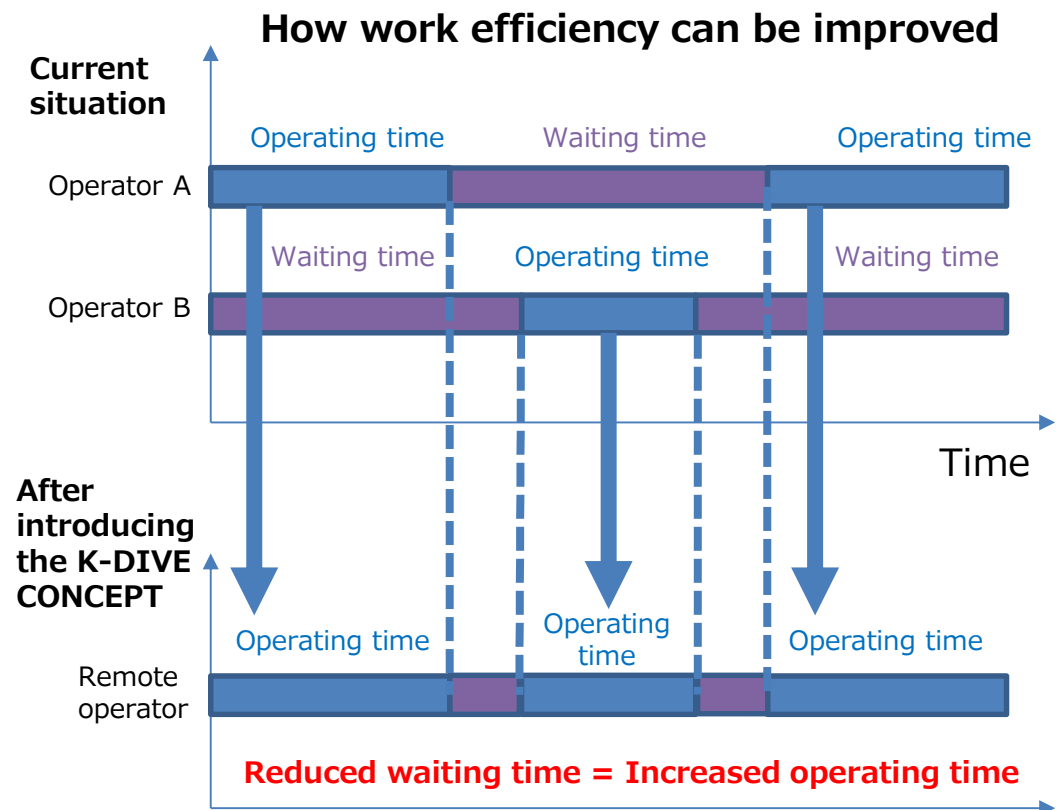 How work efficiency can be improved
Current
situation
Operating time
Waiting time
Operating time
Operator A
Waiting time
Operating time
Waiting time
Operator B
Time
After
introducing
the K-DIVE
CONCEPT
Operating time
Operating
time
Operating time
Remote
operator
Reduced waiting time = Increased operating time